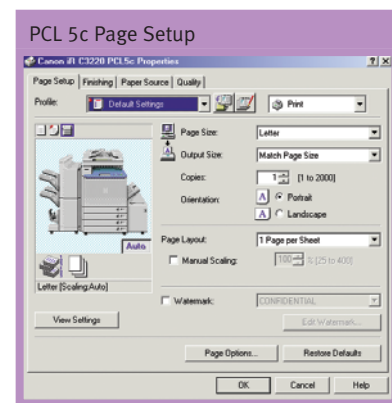 PCL 5c Page Setup
Canon iR C3220 PCL5c Properties
Page Setup Finishing Paper Source Quality
Profile: Default Settings Print
Page Size: Letter
Output Size: Match Page Size
Copies: 1 [1 to 2000]
Orientation: A Portrait
A Landscape
Auto
Page Layout: 1 Page per Sheet
Manual Scaling: 100 % [25 to 400]
Letter [Scaling:Auto]
Watermark: CONFIDENTIAL
View Settings Edit Watermark...
Page Options... Restore Defaults
OK Cancel Help